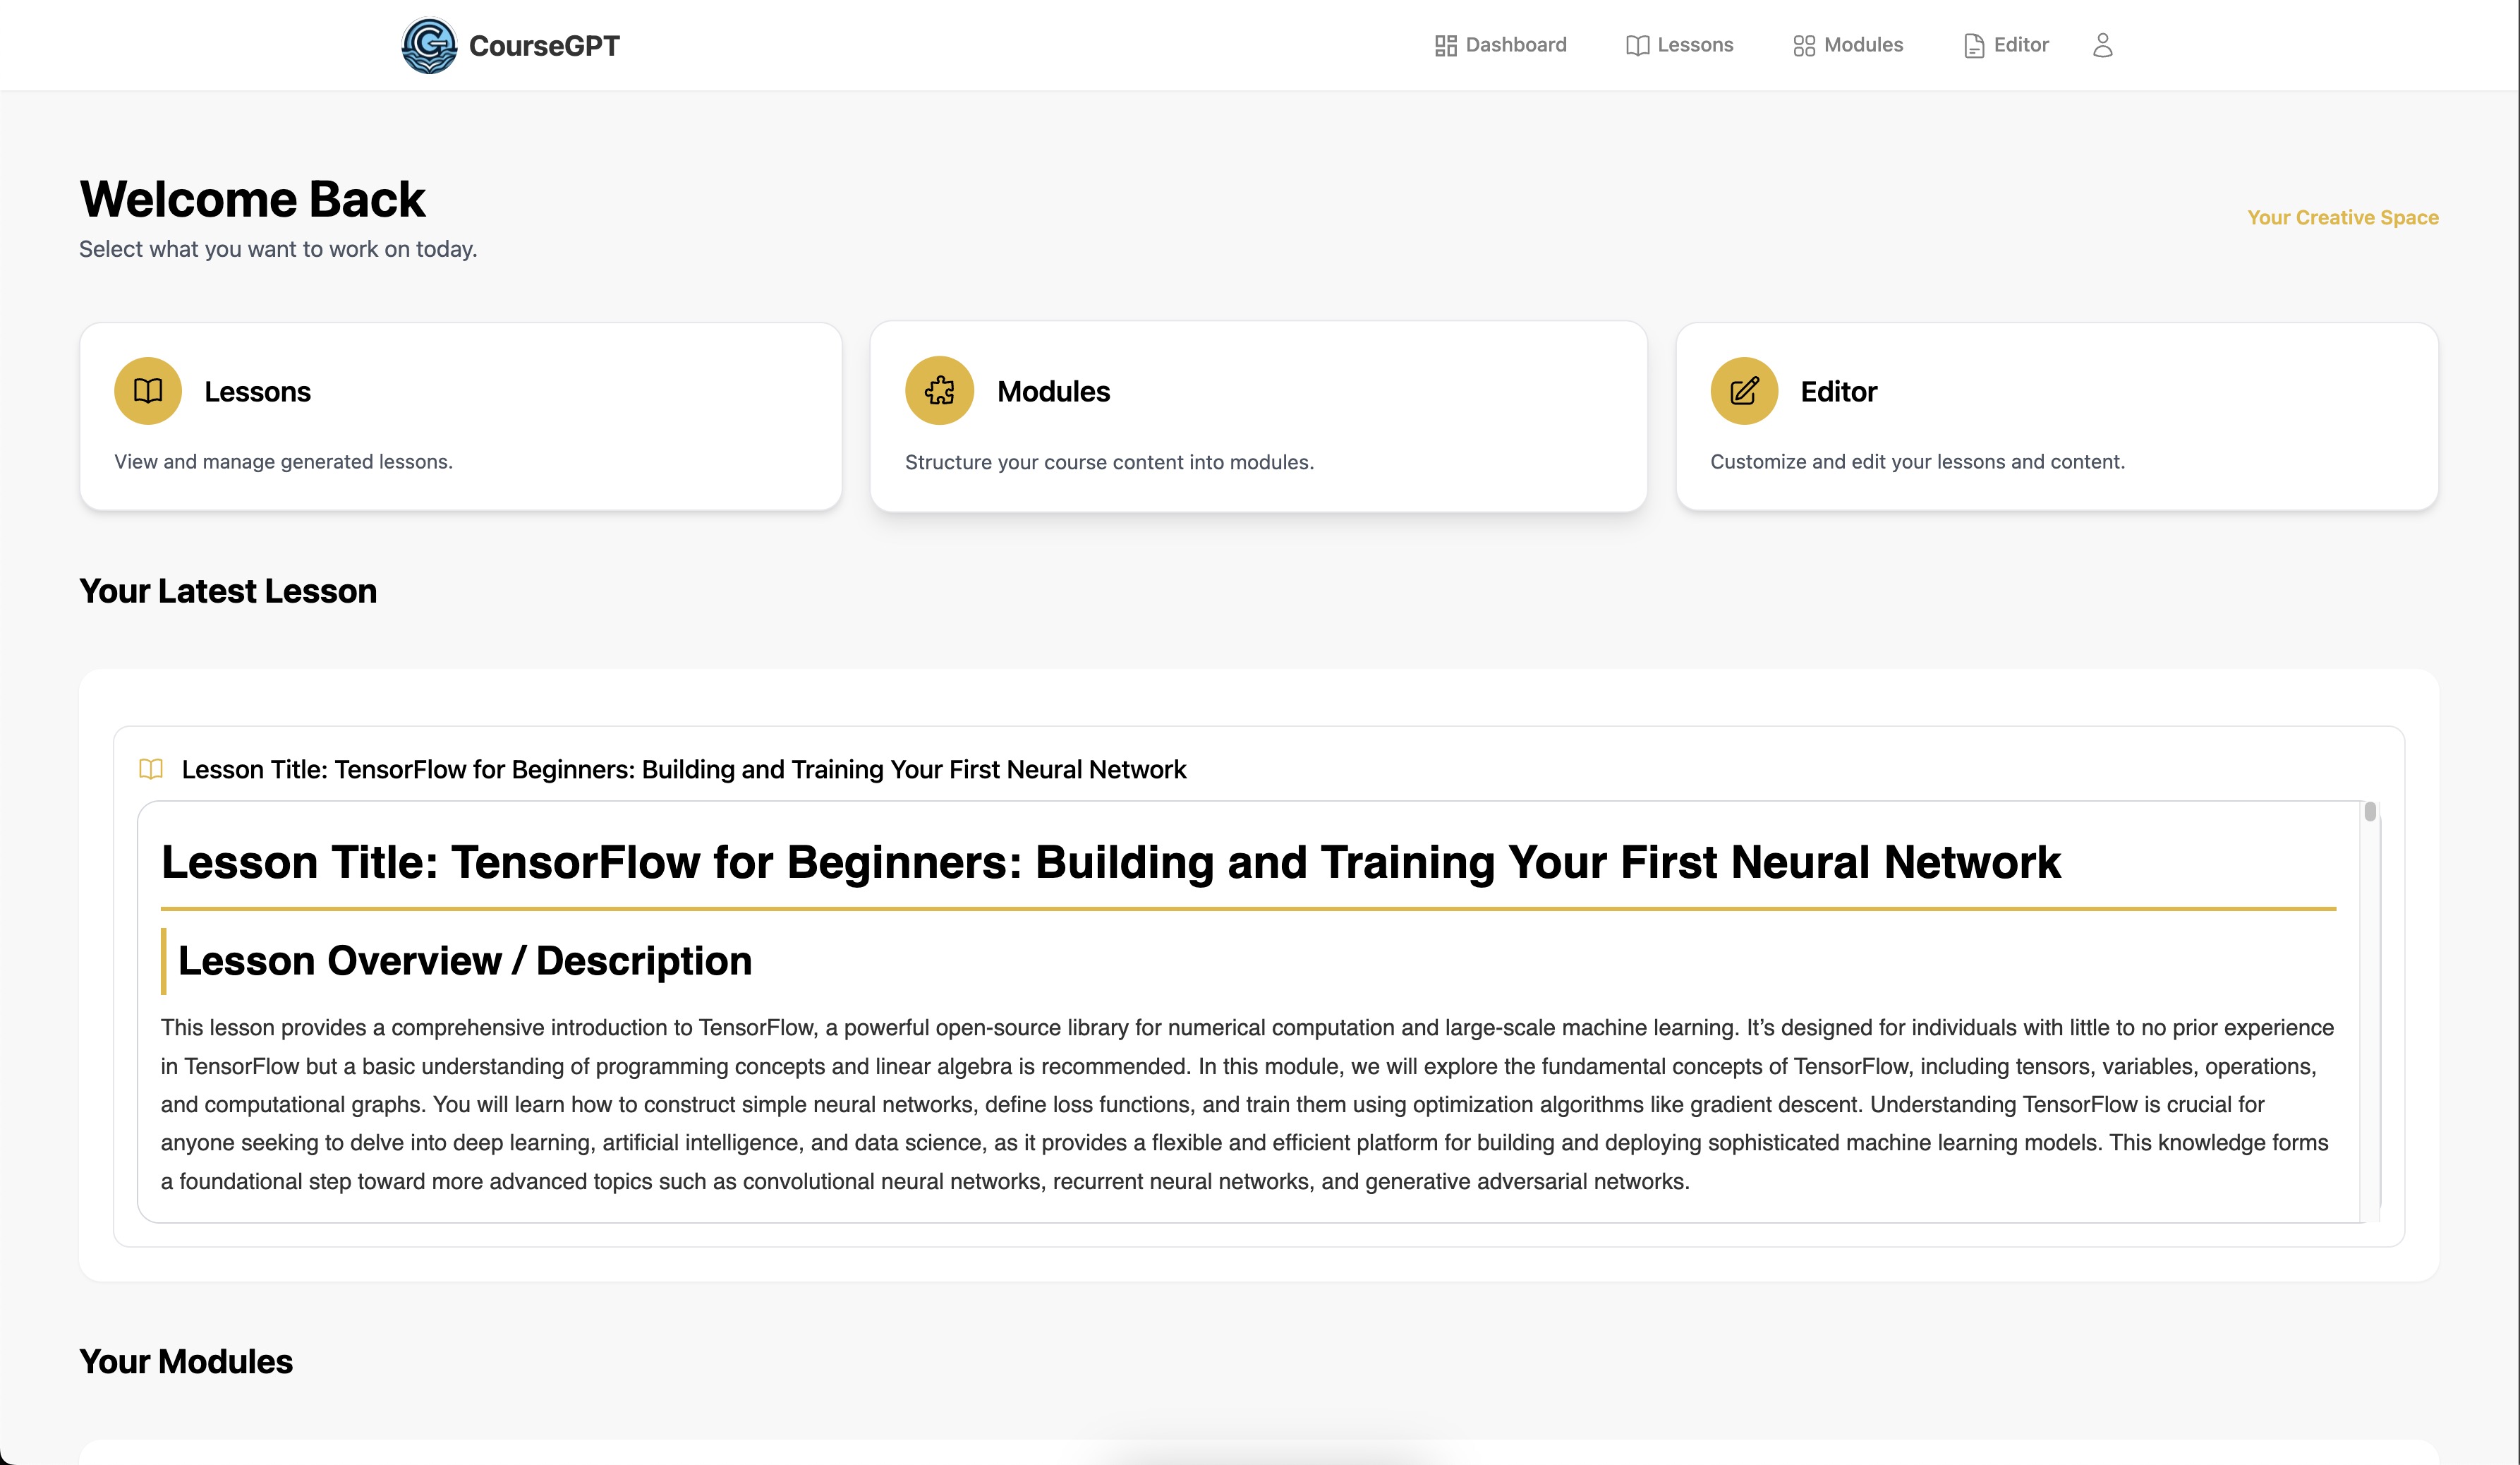 CourseGPT
Dashboard
Lessons
Modules
Editor
Welcome Back
Select what you want to work on today.
Your Creative Space
Lessons
View and manage generated lessons.
Modules
Structure your course content into modules.
Editor
Customize and edit your lessons and content.
Your Latest Lesson
Lesson Title: TensorFlow for Beginners: Building and Training Your First Neural Network
Lesson Title: TensorFlow for Beginners: Building and Training Your First Neural Network
Lesson Overview / Description
This lesson provides a comprehensive introduction to TensorFlow, a powerful open-source library for numerical computation and large-scale machine learning. It’s designed for individuals with little to no prior experience
in TensorFlow but a basic understanding of programming concepts and linear algebra is recommended. In this module, we will explore the fundamental concepts of TensorFlow, including tensors, variables, operations,
and computational graphs. You will learn how to construct simple neural networks, define loss functions, and train them using optimization algorithms like gradient descent. Understanding TensorFlow is crucial for
anyone seeking to delve into deep learning, artificial intelligence, and data science, as it provides a flexible and efficient platform for building and deploying sophisticated machine learning models. This knowledge forms
a foundational step toward more advanced topics such as convolutional neural networks, recurrent neural networks, and generative adversarial networks.
Your Modules